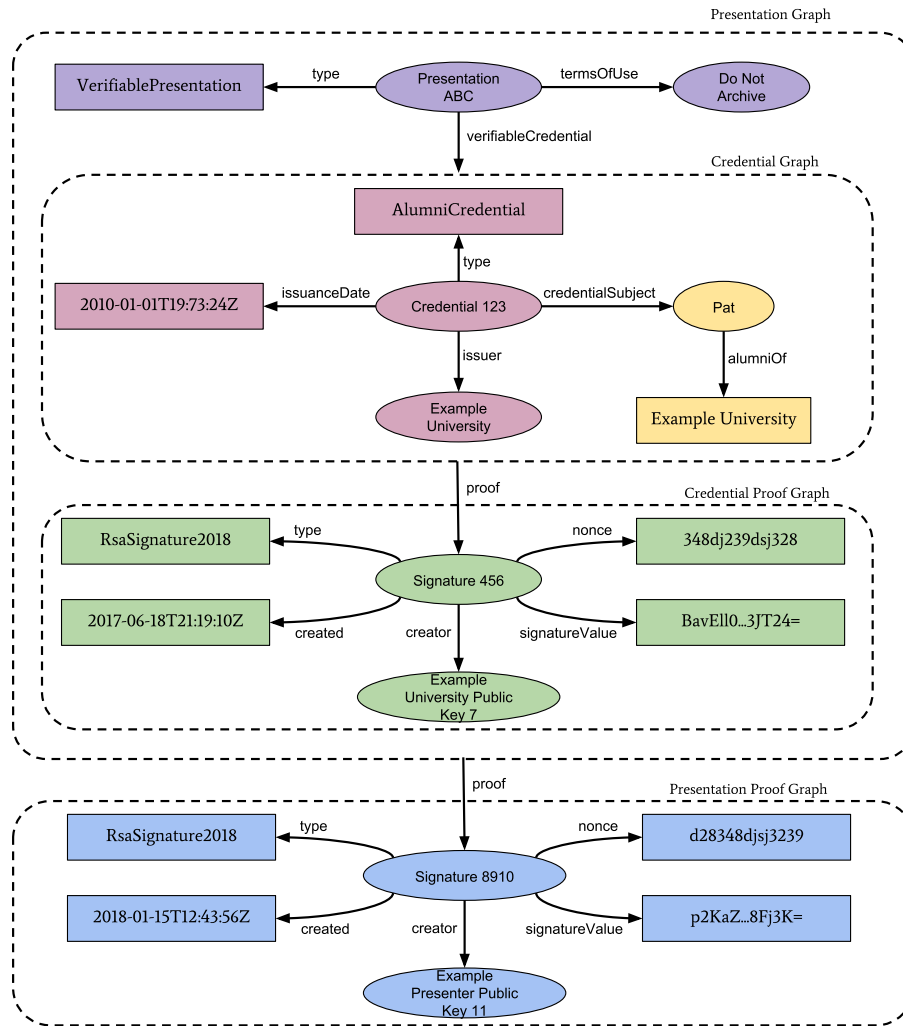 Presentation Graph
VerifiablePresentation
type
Presentation
ABC
termsOfUse
Do Not
Archive
verifiableCredential
Credential Graph
AlumniCredential
type
2010-01-01T19:73:24Z
issuanceDate
Credential 123
credentialSubject
Pat
issuer
alumniOf
Example
University
Example University
proof
Credential Proof Graph
RsaSignature2018
type
nonce
348dj239dsj328
Signature 456
2017-06-18T21:19:10Z
created
creator
signatureValue
BavEll0...3JT24=
Example
University Public
Key 7
proof
Presentation Proof Graph
RsaSignature2018
type
nonce
d28348djsj3239
Signature 8910
2018-01-15T12:43:56Z
created
creator
signatureValue
p2KaZ...8Fj3K=
Example
Presenter Public
Key 11